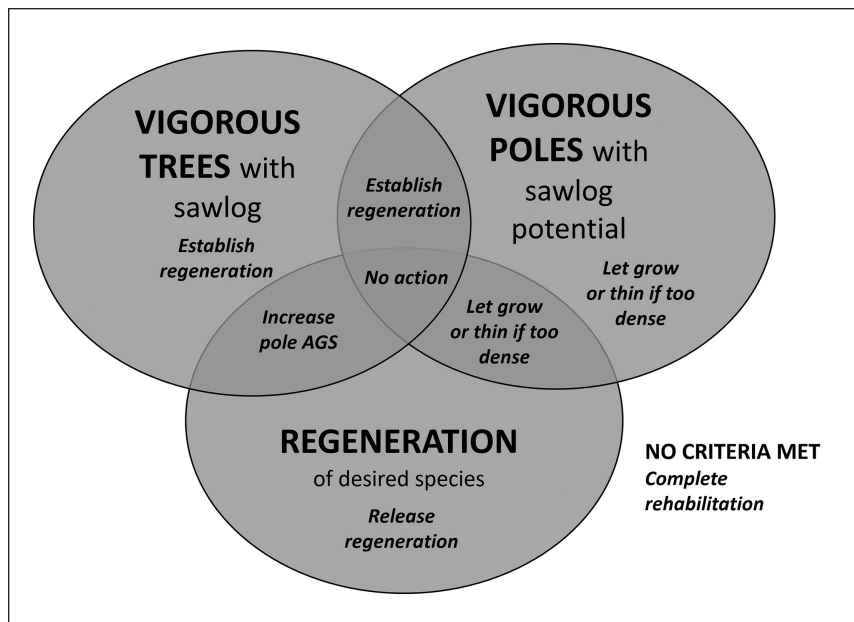 VIGOROUS
TREES with
sawlog
Establish
regeneration
Establish
regeneration
VIGOROUS
POLES with
sawlog
potential
Let grow
or thin if too
dense
No action
Increase
pole AGS
Let grow
or thin if too
dense
REGENERATION
of desired species
Release
regeneration
NO CRITERIA MET
Complete
rehabilitation